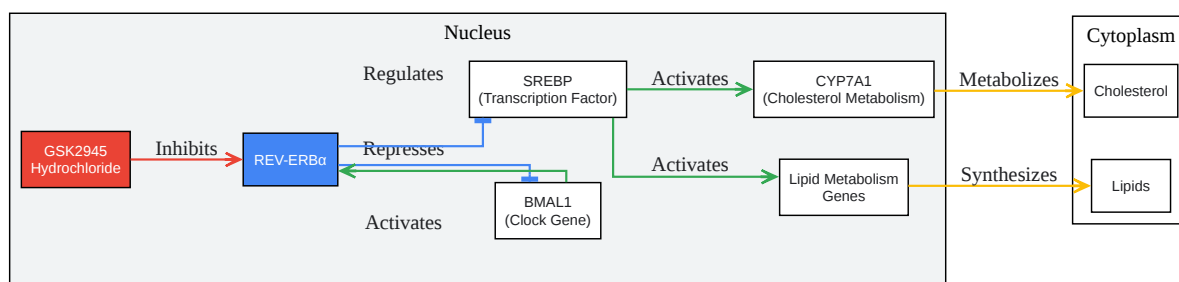 Nucleus
Cytoplasm
Regulates
SREBP
(Transcription Factor)
Activates
CYP7A1
(Cholesterol Metabolism)
Metabolizes
Cholesterol
GSK2945
Hydrochloride
Inhibits
REV-ERBα
Represses
Activates
Lipid Metabolism
Genes
Synthesizes
Lipids
BMAL1
(Clock Gene)
Activates